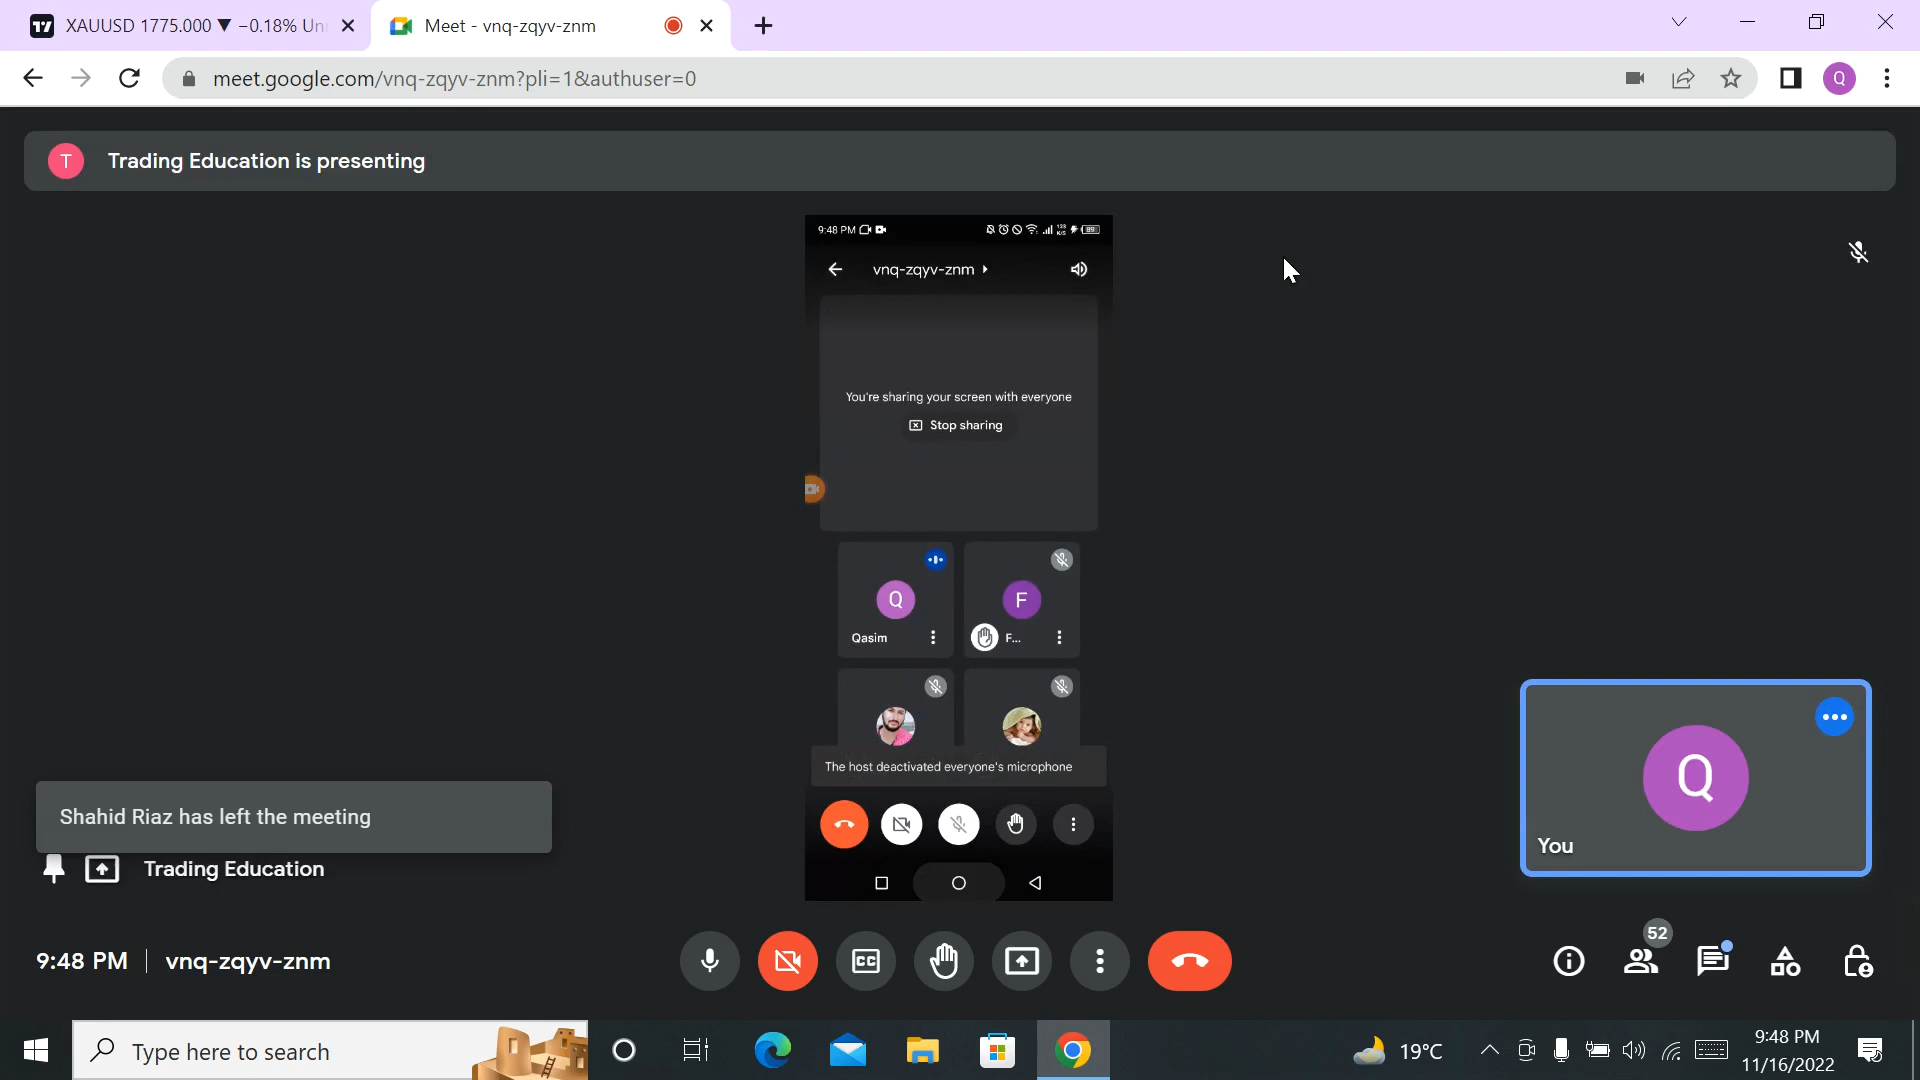 XAUUSD 1775.000 ▼ −0.18% Un
Meet - vnq-zqyv-znm
meet.google.com/vnq-zqyv-znm?pli=1&authuser=0
Q
T
Trading Education is presenting
9:48 PM
vnq-zqyv-znm
You're sharing your screen with everyone
Stop sharing
Q
F
Qasim
F...
The host deactivated everyone's microphone
Q
You
Shahid Riaz has left the meeting
Trading Education
9:48 PM
vnq-zqyv-znm
CC
52
Type here to search
19°C
9:48 PM
11/16/2022